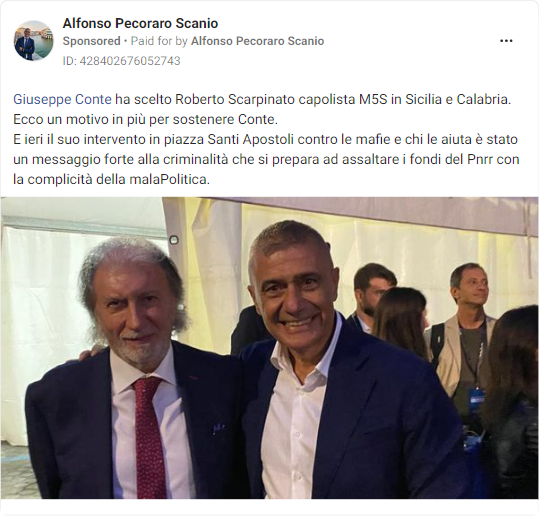 Alfonso Pecoraro Scanio
Sponsored • Paid for by Alfonso Pecoraro Scanio
ID: 428402676052743
Giuseppe Conte ha scelto Roberto Scarpinato capolista M5S in Sicilia e Calabria.
Ecco un motivo in più per sostenere Conte.
E ieri il suo intervento in piazza Santi Apostoli contro le mafie e chi le aiuta è stato
un messaggio forte alla criminalità che si prepara ad assaltare i fondi del Pnrr con
la complicità della malaPolitica.